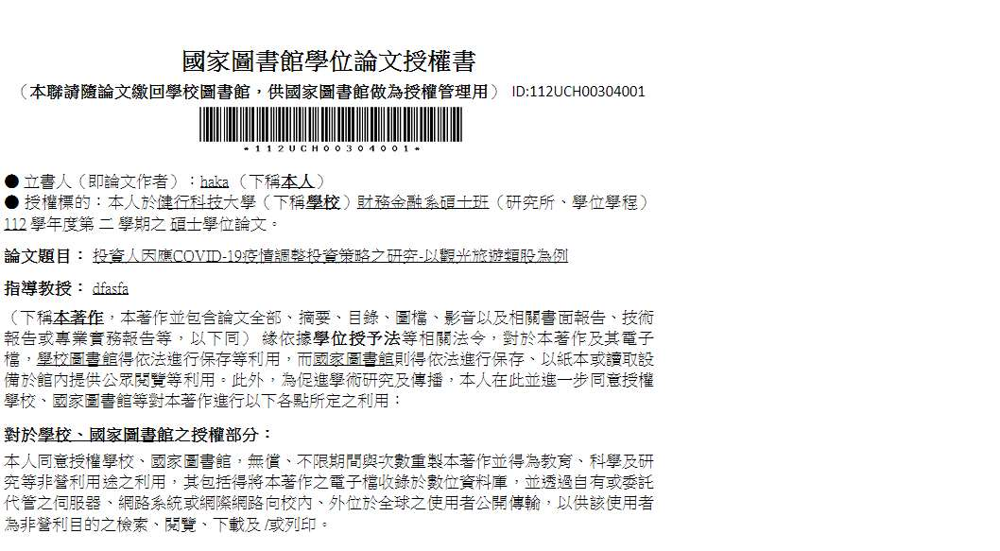 國家圖書館學位論文授權書
（本聯請隨論文繳回學校圖書館，供國家圖書館做為授權管理用） ID:112UCH00304001
*112UCH00304001*
● 立書人（即論文作者）：haka （下稱本人）
● 授權標的：本人於健行科技大學（下稱學校）財務金融系碩士班（研究所、學位學程）
112 學年度第 二 學期之 碩士學位論文。
論文題目： 投資人因應COVID-19疫情調整投資策略之研究-以觀光旅遊類股為例
指導教授： dfasfa
（下稱本著作，本著作並包含論文全部、摘要、目錄、圖檔、影音以及相關書面報告、技術
報告或專業實務報告等，以下同） 緣依據學位授予法等相關法令，對於本著作及其電子
檔，學校圖書館得依法進行保存等利用，而國家圖書館則得依法進行保存、以紙本或讀取設
備於館內提供公眾閱覽等利用。此外，為促進學術研究及傳播，本人在此並進一步同意授權
學校、國家圖書館等對本著作進行以下各點所定之利用：
對於學校、國家圖書館之授權部分：
本人同意授權學校、國家圖書館，無償、不限期間與次數重製本著作並得為教育、科學及研
究等非營利用途之利用，其包括得將本著作之電子檔收錄於數位資料庫，並透過自有或委託
代管之伺服器、網路系統或網際網路向校內、外位於全球之使用者公開傳輸，以供該使用者
為非營利目的之檢索、閱覽、下載及 /或列印。